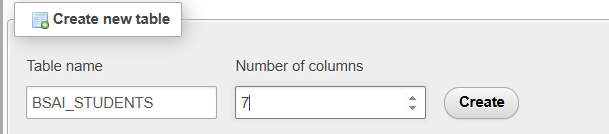 Create new table
Table name Number of columns
BSAI_STUDENTS 7 Create